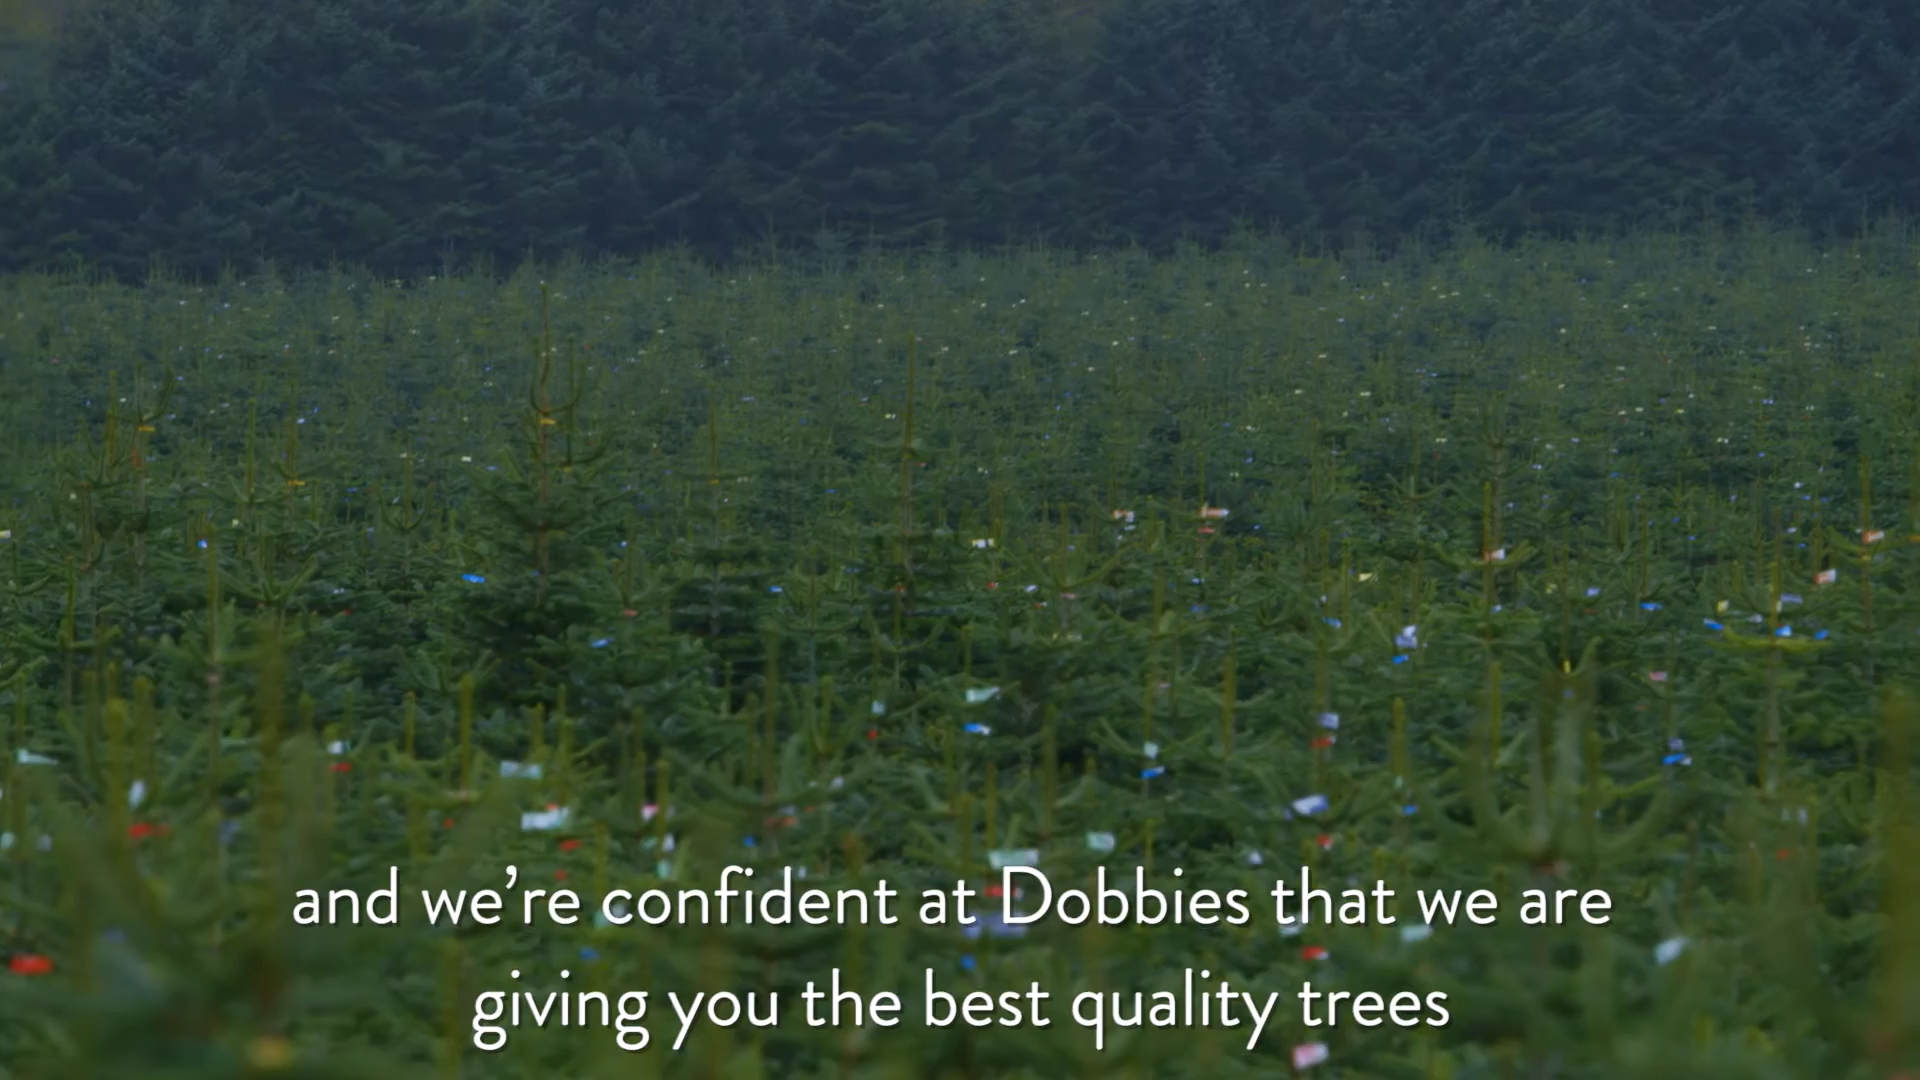 and we’re confident at Dobbies that we are
giving you the best quality trees